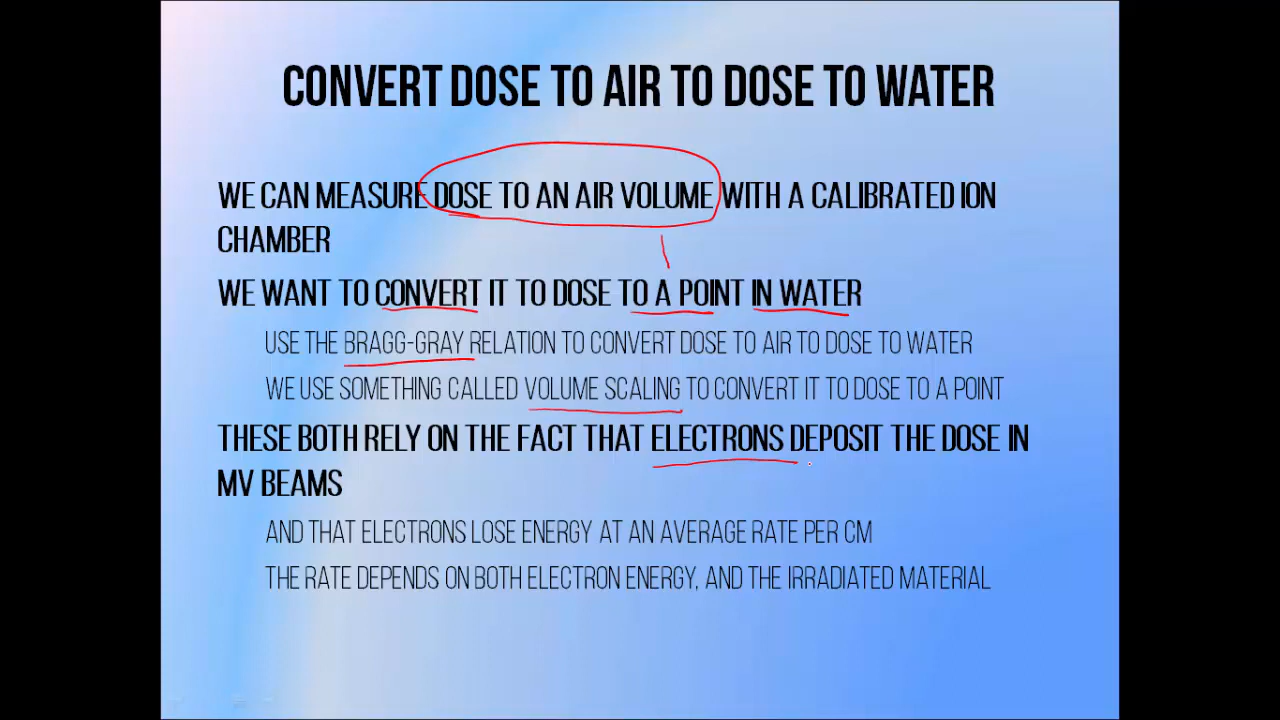 CONVERT DOSE TO AIR TO DOSE TO WATER
WE CAN MEASURE DOSE TO AN AIR VOLUME WITH A CALIBRATED ION
CHAMBER
WE WANT TO CONVERT IT TO DOSE TO A POINT IN WATER
USE THE BRAGG-GRAY RELATION TO CONVERT DOSE TO AIR TO DOSE TO WATER
WE USE SOMETHING CALLED VOLUME SCALING TO CONVERT IT TO DOSE TO A POINT
THESE BOTH RELY ON THE FACT THAT ELECTRONS DEPOSIT THE DOSE IN
MV BEAMS
AND THAT ELECTRONS LOSE ENERGY AT AN AVERAGE RATE PER CM
THE RATE DEPENDS ON BOTH ELECTRON ENERGY, AND THE IRRADIATED MATERIAL